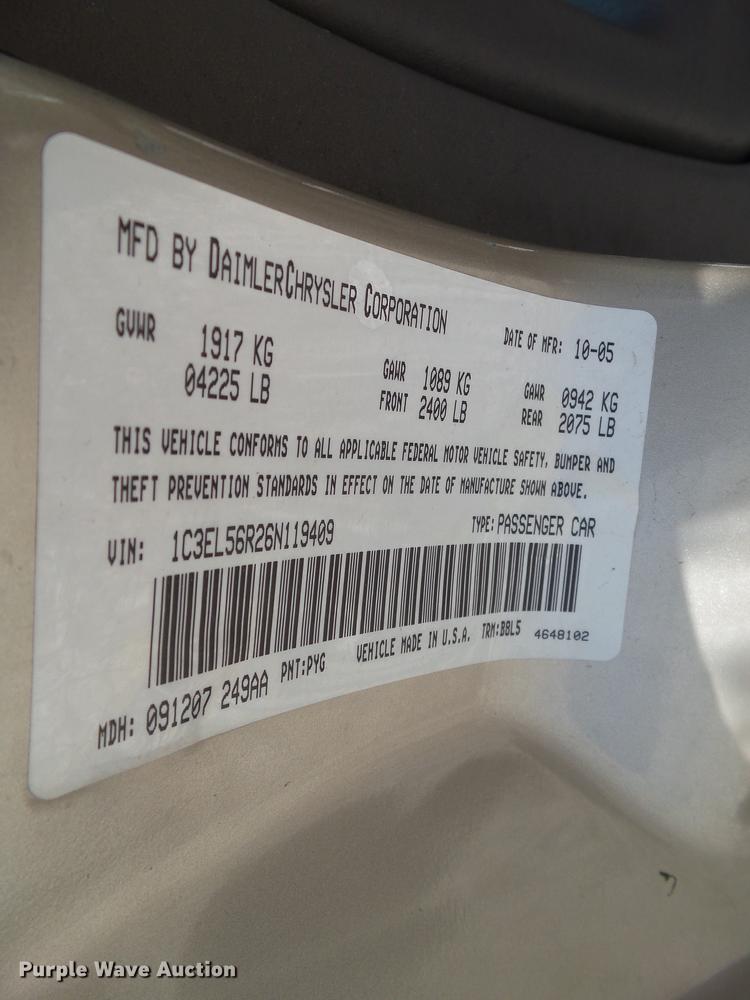 MFD BY DAIMLERCHRYSLER CORPORATION
DATE OF MFR: 10-05
GVWR 1917 KG
04225 LB
GAWR 1089 KG
FRONT 2400 LB
GAWR 0942 KG
REAR 2075 LB
THIS VEHICLE CONFORMS TO ALL APPLICABLE FEDERAL MOTOR VEHICLE SAFETY, BUMPER AND
THEFT PREVENTION STANDARDS IN EFFECT ON THE DATE OF MANUFACTURE SHOWN ABOVE.
VIN: 1C3EL56R26N119409
TYPE: PASSENGER CAR
MDH: 091207 249AA PNT:PYG VEHICLE MADE IN U.S.A. TRM:B8L5 4648102
Purple Wave Auction